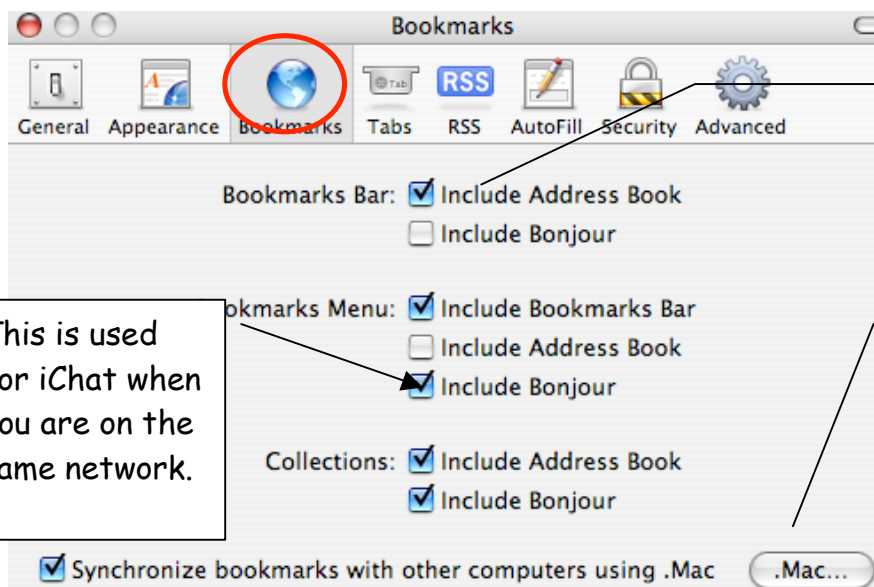 Bookmarks
Tab
RSS
General Appearance Bookmarks Tabs RSS AutoFill Security Advanced
Bookmarks Bar: Include Address Book
Include Bonjour
okmarks Menu: Include Bookmarks Bar
Include Address Book
Include Bonjour
This is used
or iChat when
ou are on the
ame network.
Collections: Include Address Book
Include Bonjour
Synchronize bookmarks with other computers using .Mac .Mac...